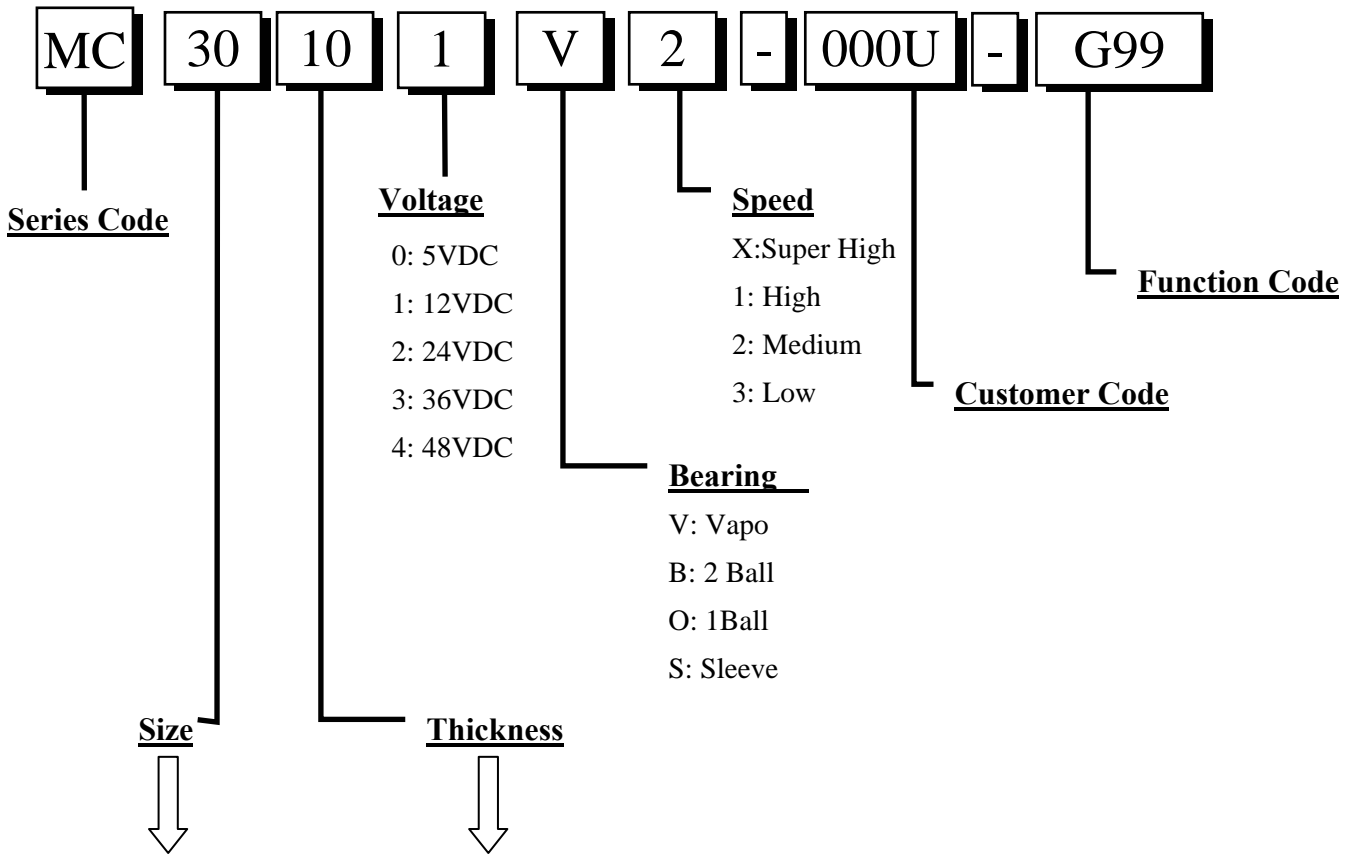 MC 30 10 1 V 2 - 000U - G99
Series Code
Voltage
0: 5VDC
1: 12VDC
2: 24VDC
3: 36VDC
4: 48VDC
Speed
X:Super High
1: High
2: Medium
3: Low
Function Code
Customer Code
Bearing
V: Vapo
B: 2 Ball
O: 1Ball
S: Sleeve
Size
Thickness